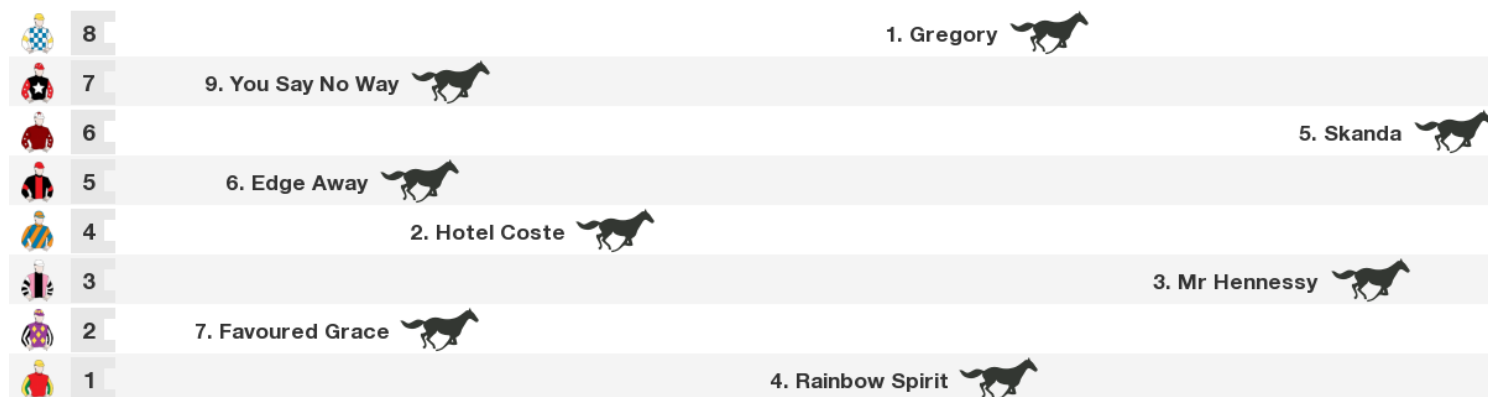 8 1. Gregory
7 9. You Say No Way
6 5. Skanda
5 6. Edge Away
4 2. Hotel Coste
3 3. Mr Hennessy
2 7. Favoured Grace
1 4. Rainbow Spirit